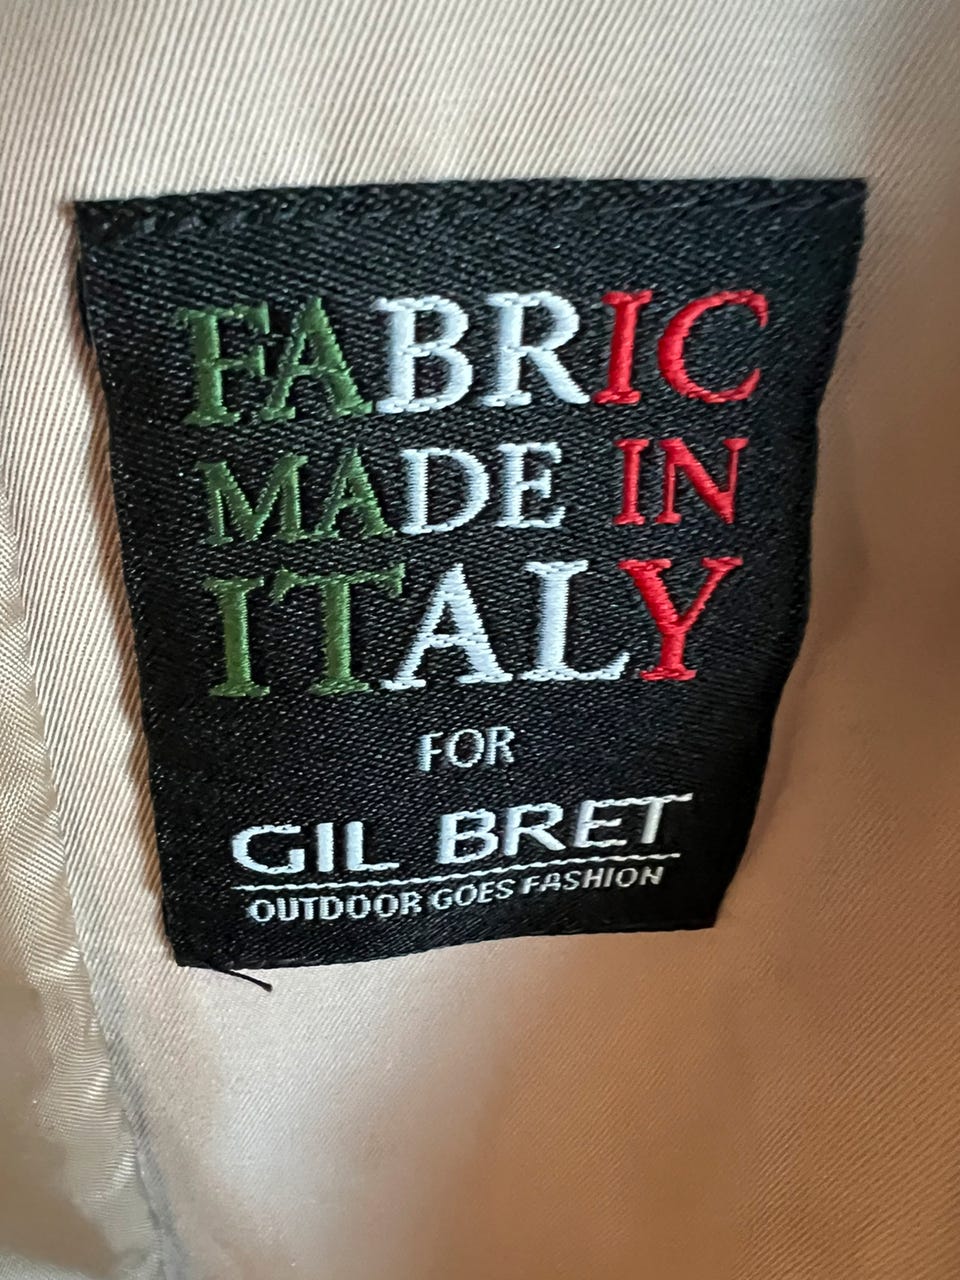 FABRIC
MADE IN
ITALY
FOR
GIL BRET
OUTDOOR GOES FASHION